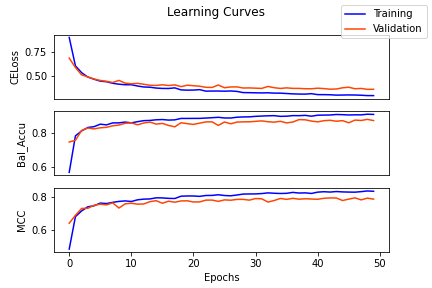 Learning Curves
Training
Validation
CELoss
0.75
0.50
Bal_Accu
0.8
0.6
MCC
0.8
0.6
0
10
20
30
40
50
Epochs